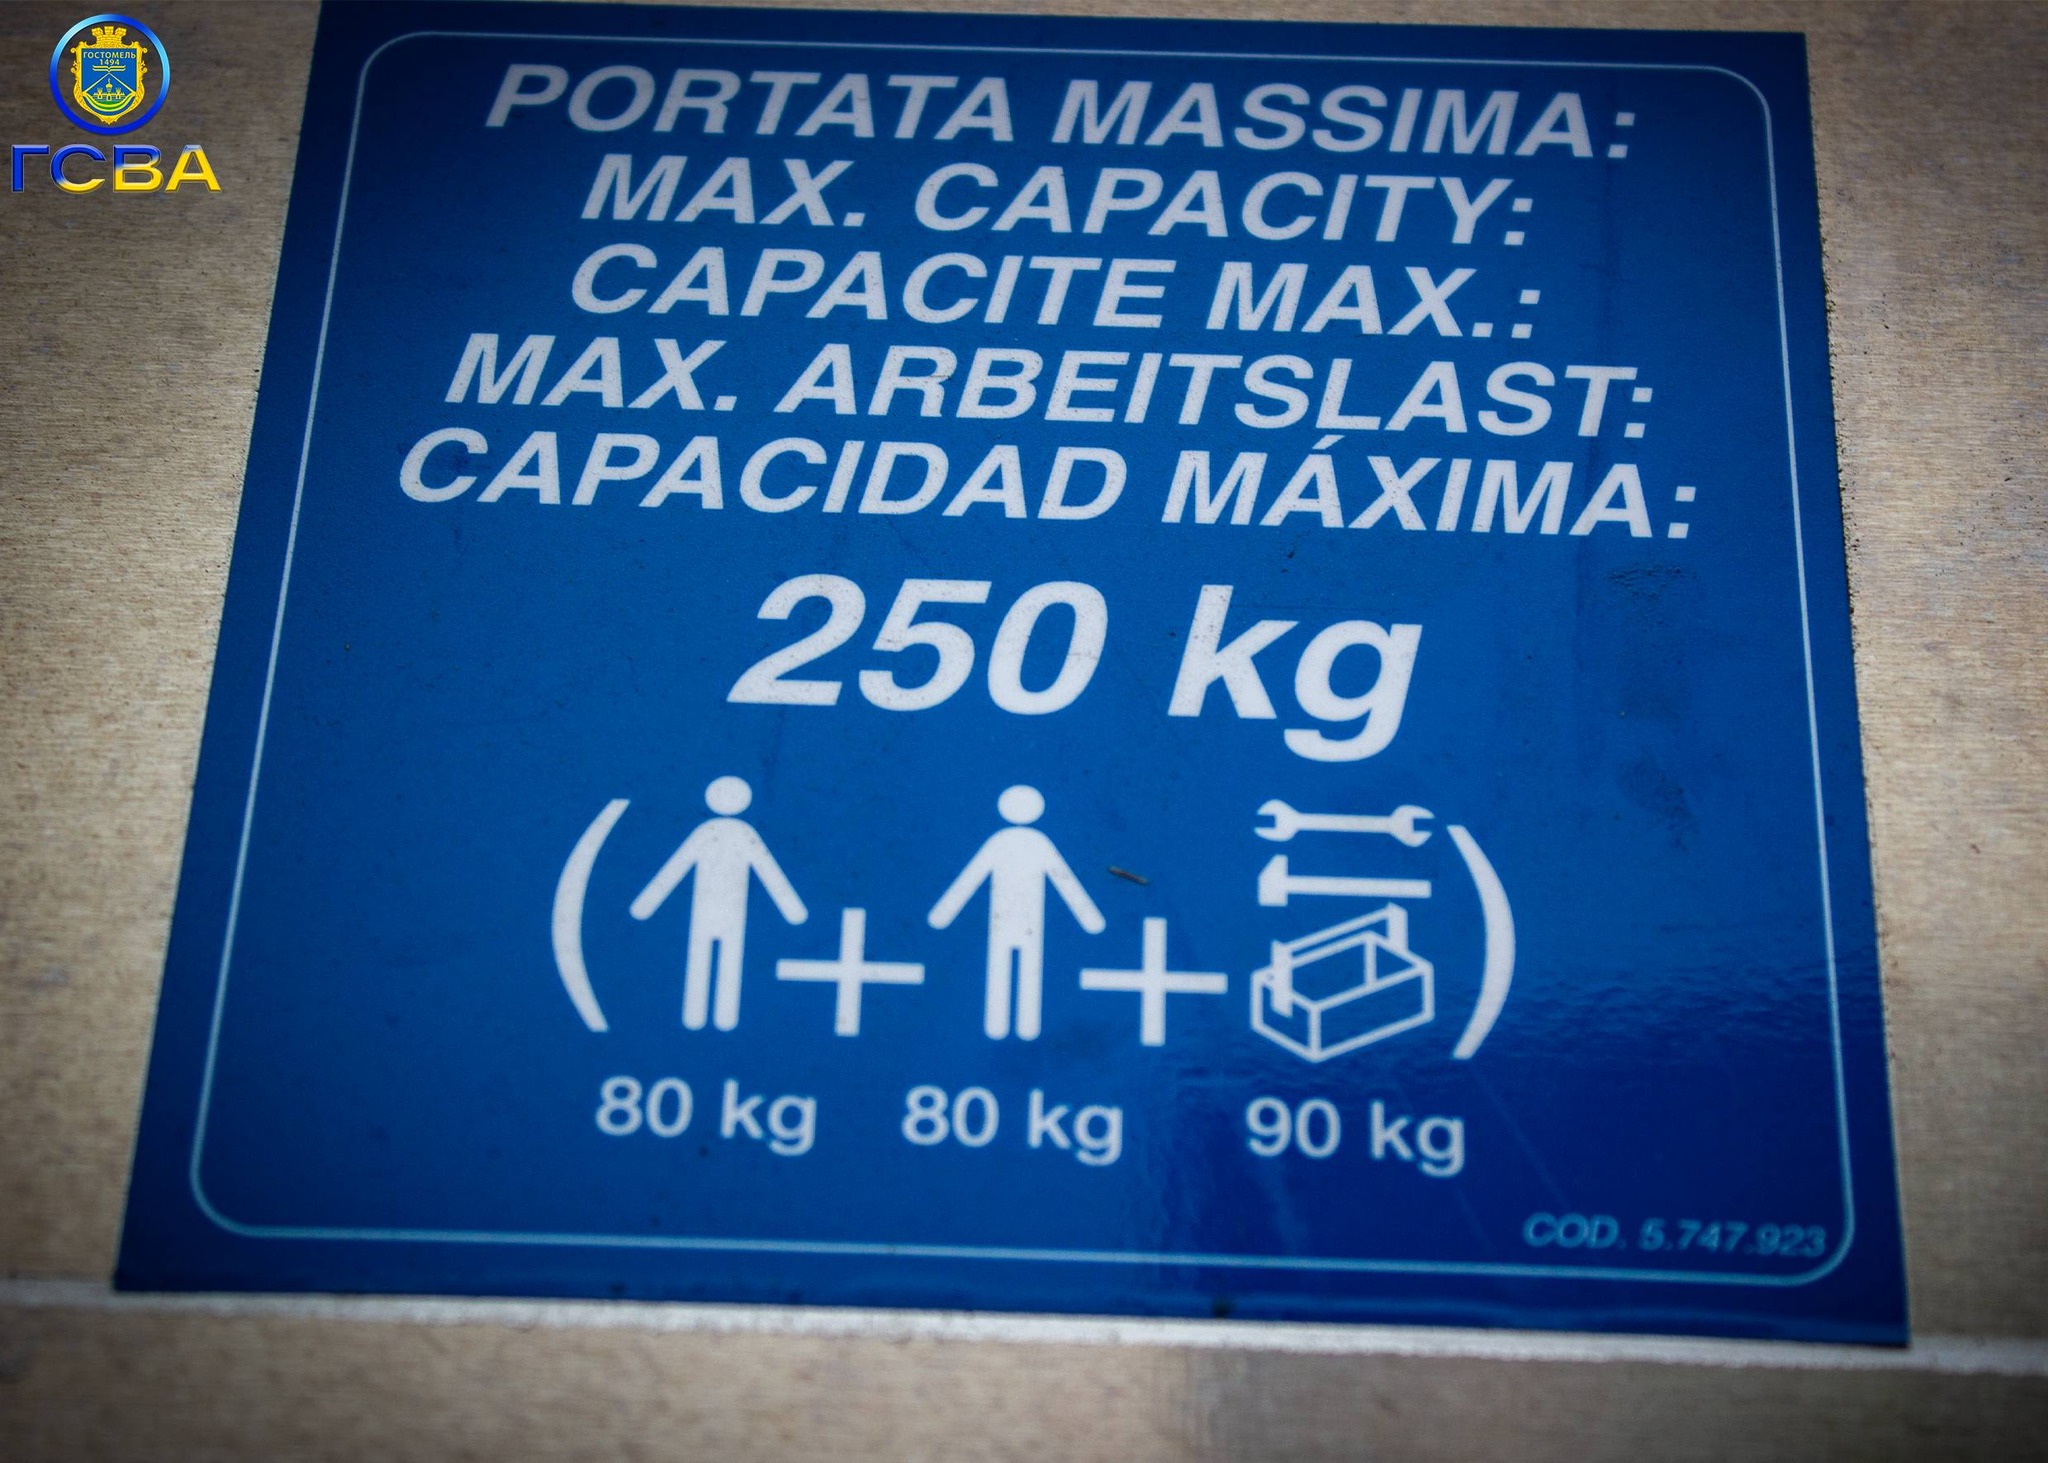 ГОСТОМЕЛЬ
1494
ГСВА
PORTATA MASSIMA:
MAX. CAPACITY:
CAPACITE MAX.:
MAX. ARBEITSLAST:
CAPACIDAD MÁXIMA:
250 kg
( + + )
80 kg 80 kg 90 kg
COD. 5.747.923